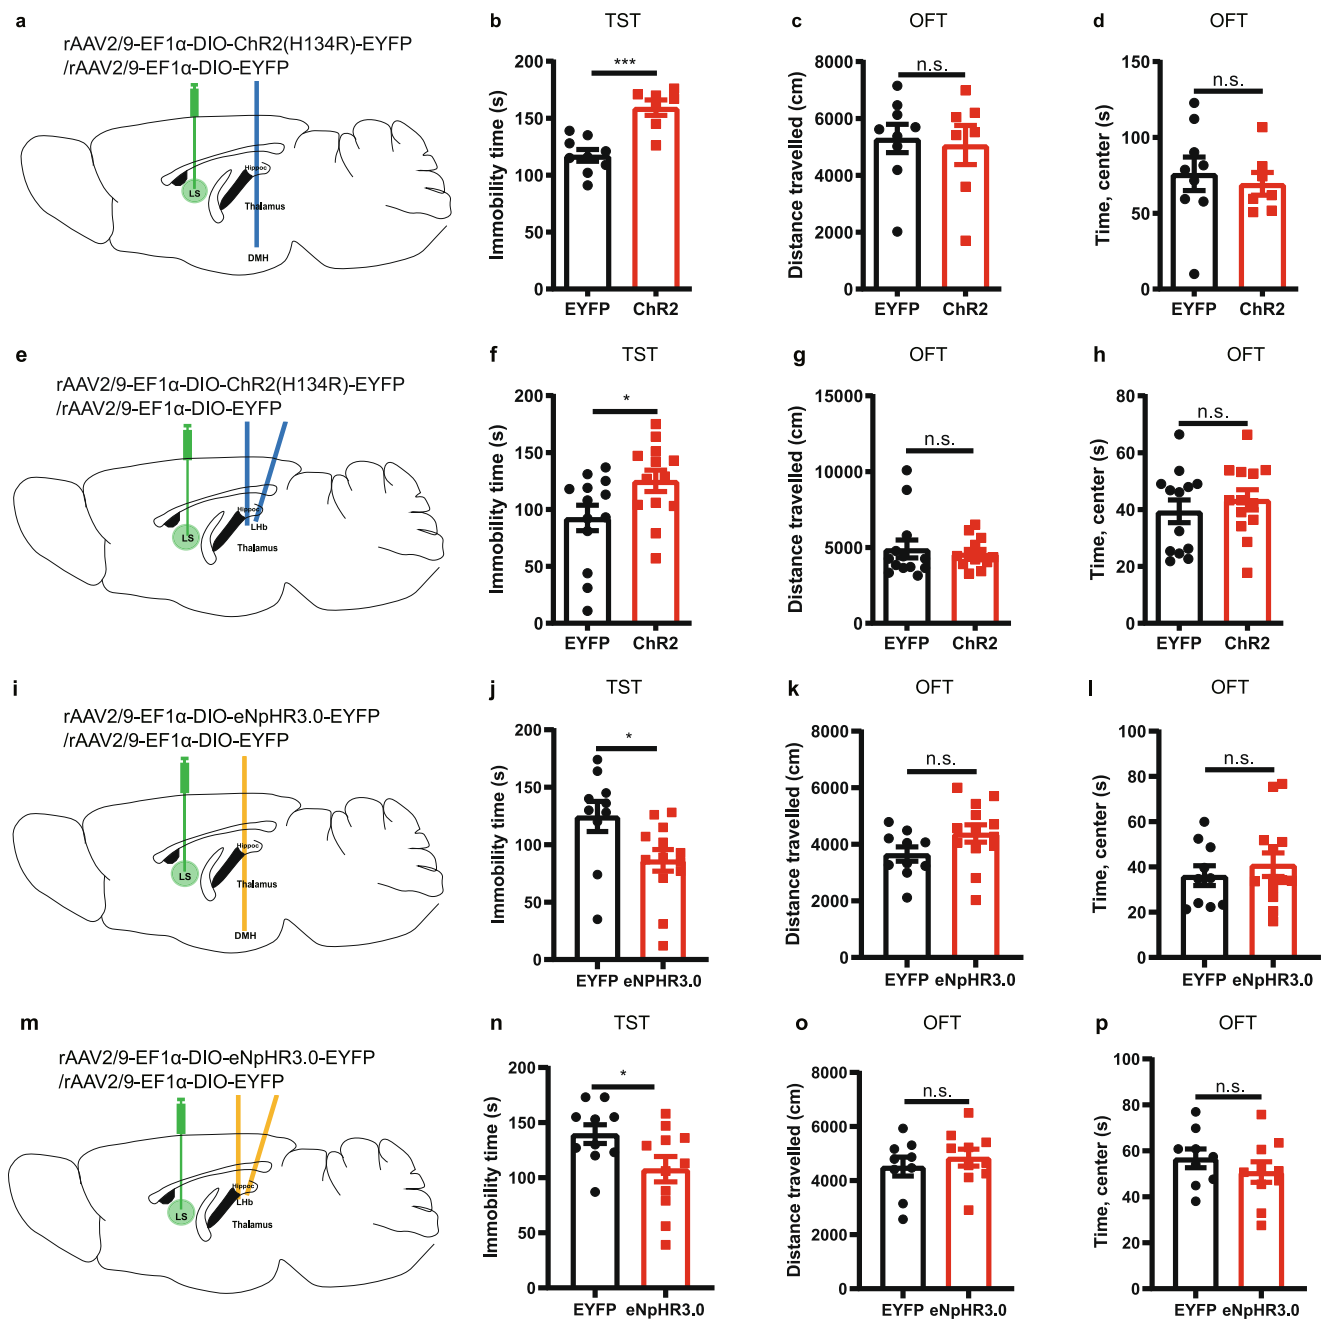 a
rAAV2/9-EF1α-DIO-ChR2(H134R)-EYFP
/rAAV2/9-EF1α-DIO-EYFP
Hippoc
LS
Thalamus
DMH
b
TST
Immobility time (s)
200
150
100
50
0
***
EYFP ChR2
c
OFT
Distance travelled (cm)
8000
6000
4000
2000
0
n.s.
EYFP ChR2
d
OFT
Time, center (s)
150
100
50
0
n.s.
EYFP ChR2
e
rAAV2/9-EF1α-DIO-ChR2(H134R)-EYFP
/rAAV2/9-EF1α-DIO-EYFP
Hippoc
LHb
LS
Thalamus
f
TST
Immobility time (s)
200
150
100
50
0
*
EYFP ChR2
g
OFT
Distance travelled (cm)
15000
10000
5000
0
n.s.
EYFP ChR2
h
OFT
Time, center (s)
80
60
40
20
0
n.s.
EYFP ChR2
i
rAAV2/9-EF1α-DIO-eNpHR3.0-EYFP
/rAAV2/9-EF1α-DIO-EYFP
Hippoc
LS
Thalamus
DMH
j
TST
Immobility time (s)
200
150
100
50
0
*
EYFP eNPHR3.0
k
OFT
Distance travelled (cm)
8000
6000
4000
2000
0
n.s.
EYFP eNpHR3.0
l
OFT
Time, center (s)
100
80
60
40
20
0
n.s.
EYFP eNpHR3.0
m
rAAV2/9-EF1α-DIO-eNpHR3.0-EYFP
/rAAV2/9-EF1α-DIO-EYFP
Hippoc
LHb
LS
Thalamus
n
TST
Immobility time (s)
200
150
100
50
0
*
EYFP eNpHR3.0
o
OFT
Distance travelled (cm)
8000
6000
4000
2000
0
n.s.
EYFP eNpHR3.0
p
OFT
Time, center (s)
100
80
60
40
20
0
n.s.
EYFP eNpHR3.0